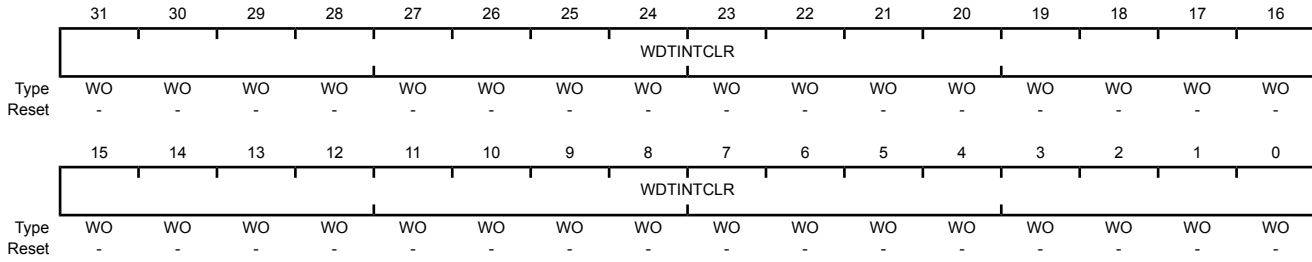 31 30 29 28 27 26 25 24 23 22 21 20 19 18 17 16
WDTINTCLR
Type WO WO WO WO WO WO WO WO WO WO WO WO WO WO WO WO
Reset - - - - - - - - - - - - - - - -
15 14 13 12 11 10 9 8 7 6 5 4 3 2 1 0
WDTINTCLR
Type WO WO WO WO WO WO WO WO WO WO WO WO WO WO WO WO
Reset - - - - - - - - - - - - - - - -